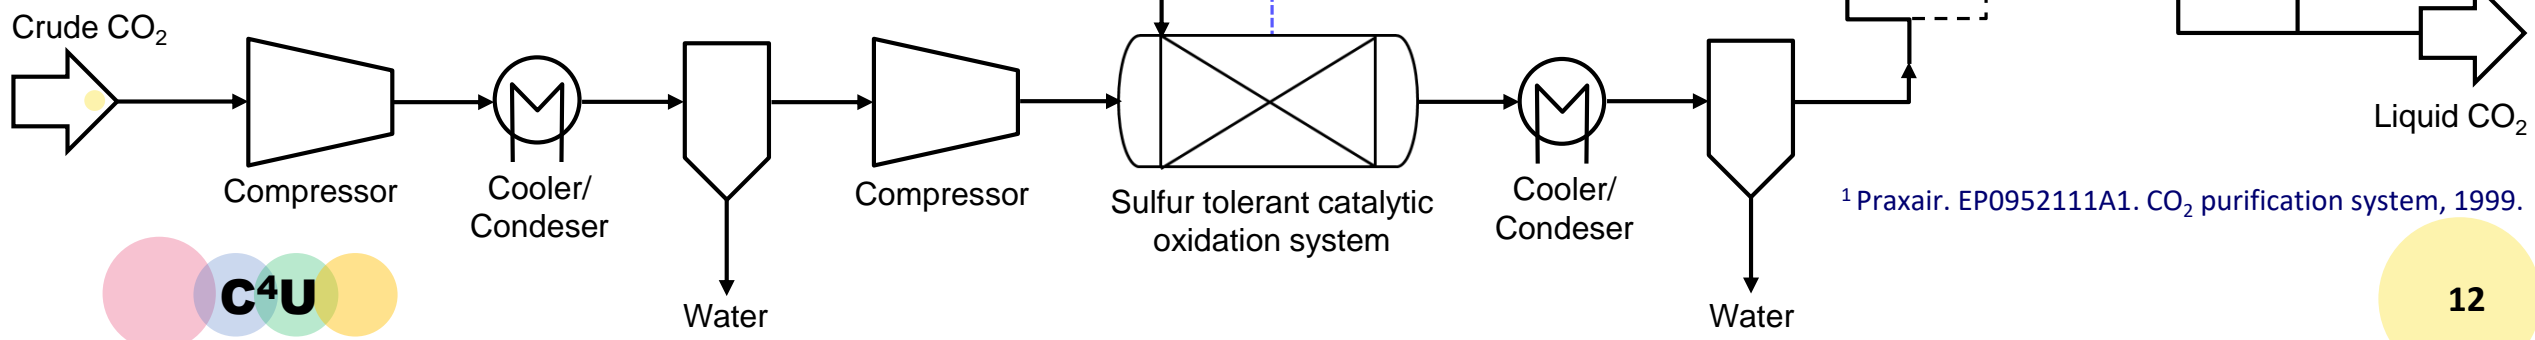 Crude CO₂
Compressor
Cooler/
Condeser
Water
Compressor
Sulfur tolerant catalytic
oxidation system
Cooler/
Condeser
Water
Liquid CO₂
¹ Praxair. EP0952111A1. CO₂ purification system, 1999.
C⁴U
12